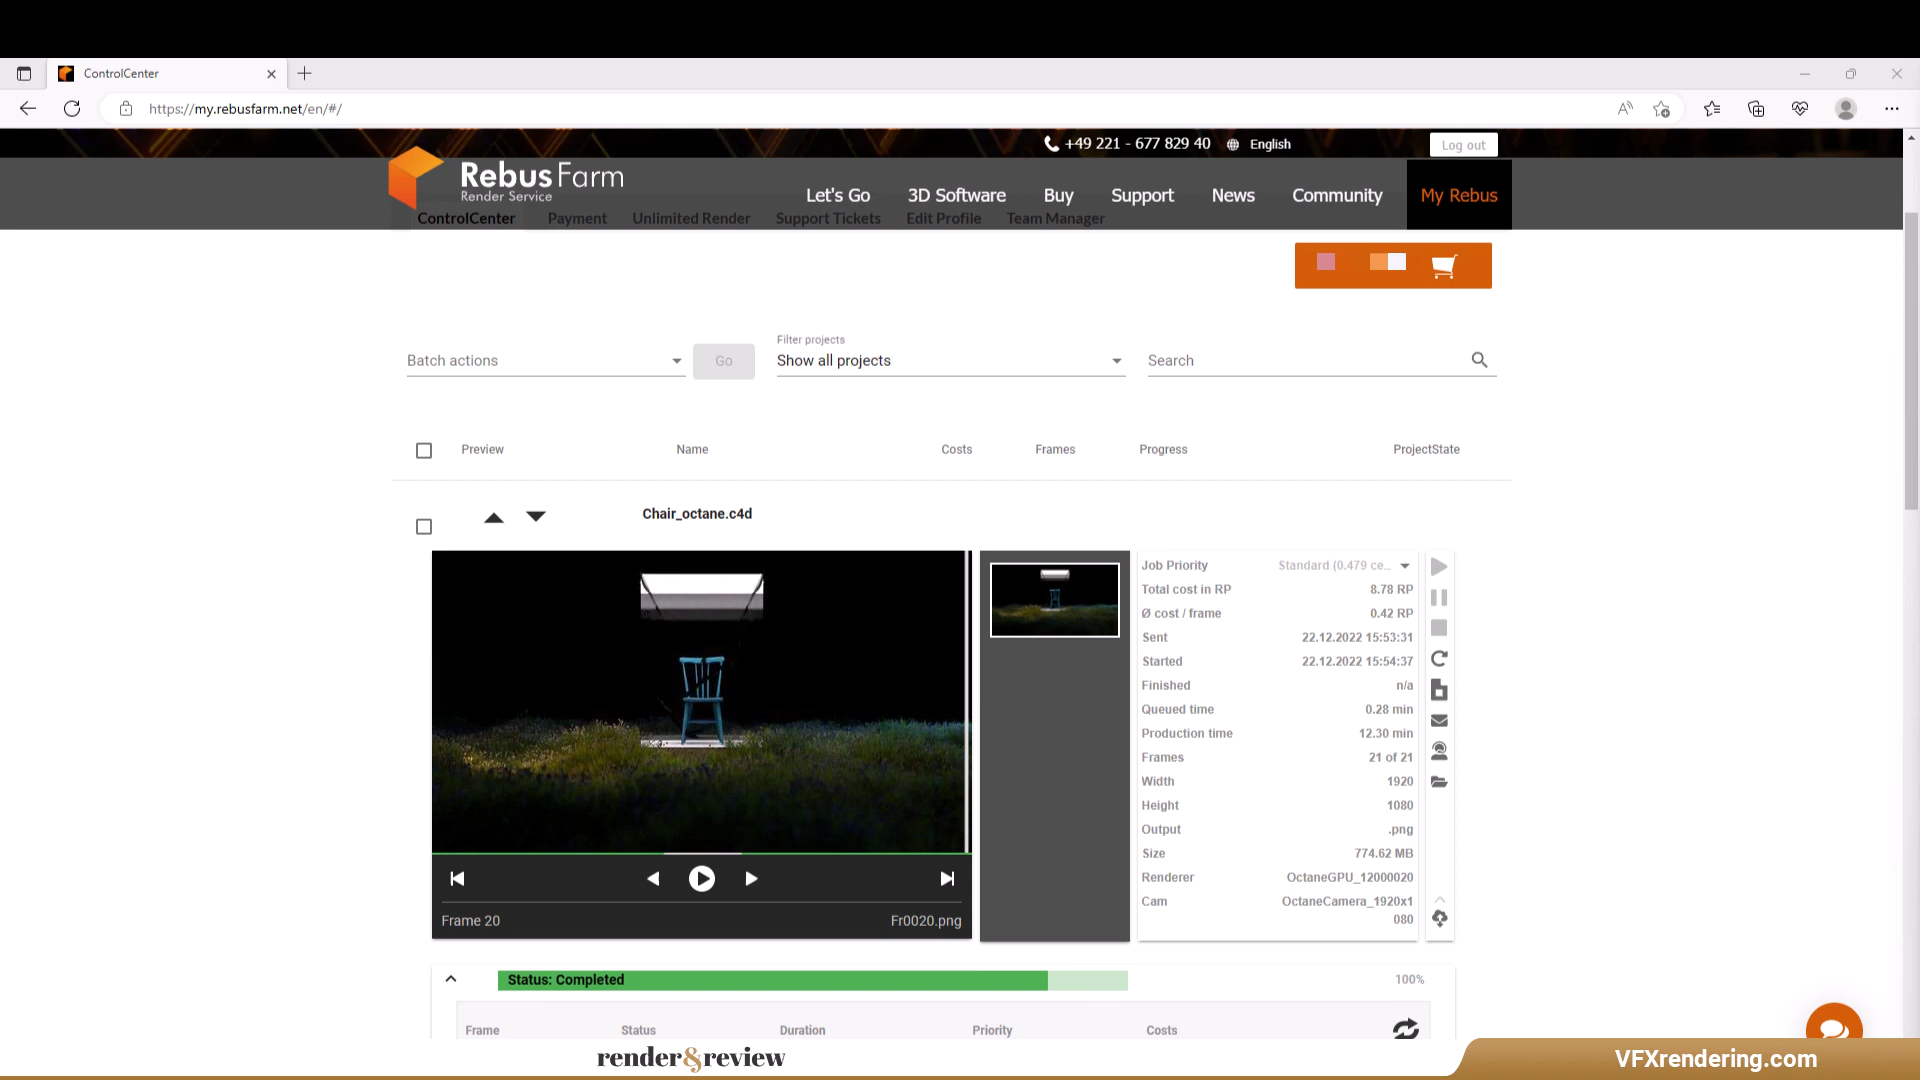 ControlCenter
https://my.rebusfarm.net/en/#/
+49 221 - 677 829 40 English Log out
RebusFarm
Render Service
Let's Go 3D Software Buy Support News Community My Rebus
ControlCenter Payment Unlimited Render Support Tickets Edit Profile Team Manager
Filter projects
Batch actions Go Show all projects Search
Preview Name Costs Frames Progress ProjectState
Chair_octane.c4d
Job Priority Standard (0.479 ce...
Total cost in RP 8.78 RP
Ø cost / frame 0.42 RP
Sent 22.12.2022 15:53:31
Started 22.12.2022 15:54:37
Finished n/a
Queued time 0.28 min
Production time 12.30 min
Frames 21 of 21
Width 1920
Height 1080
Output .png
Size 774.62 MB
Renderer OctaneGPU_12000020
Cam OctaneCamera_1920x1
080
Frame 20 Fr0020.png
Status: Completed 100%
Frame Status Duration Priority Costs
render&review
VFXrendering.com